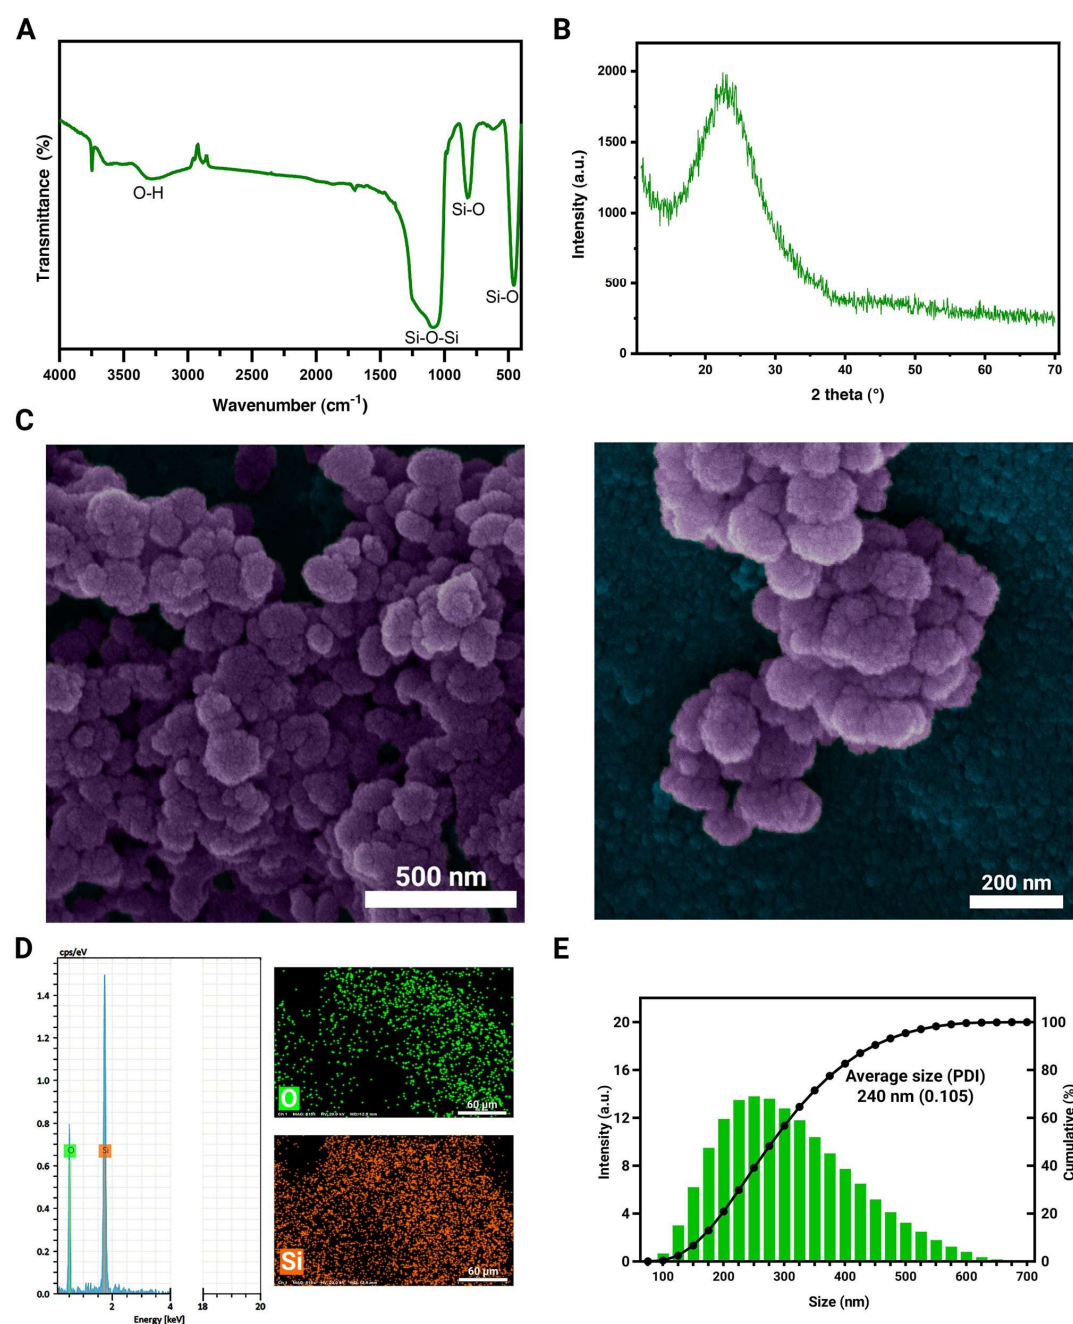 A
Transmittance (%)
O-H
Si-O
Si-O
Si-O-Si
4000 3500 3000 2500 2000 1500 1000 500
Wavenumber (cm⁻¹)
B
Intensity (a.u.)
2000
1500
1000
500
0
20 30 40 50 60 70
2 theta (°)
C
500 nm
200 nm
D
cps/eV
1.4
1.2
1.0
0.8
0.6
0.4
0.2
0.0
O Si
2 4 18 20
Energy [keV]
O
60 µm
Si
60 µm
E
Intensity (a.u.)
20
16
12
8
4
0
Average size (PDI)
240 nm (0.105)
100
80
60
40
20
0
Cumulative (%)
100 200 300 400 500 600 700
Size (nm)